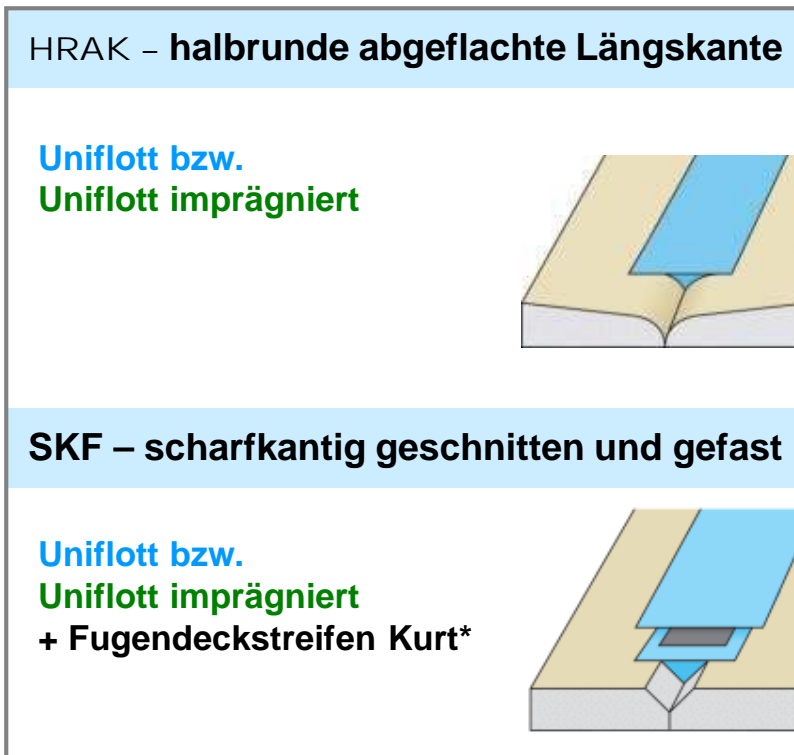 HRAK – halbrunde abgeflachte Längskante
Uniflott bzw.
Uniflott imprägniert
SKF – scharfkantig geschnitten und gefast
Uniflott bzw.
Uniflott imprägniert
+ Fugendeckstreifen Kurt*